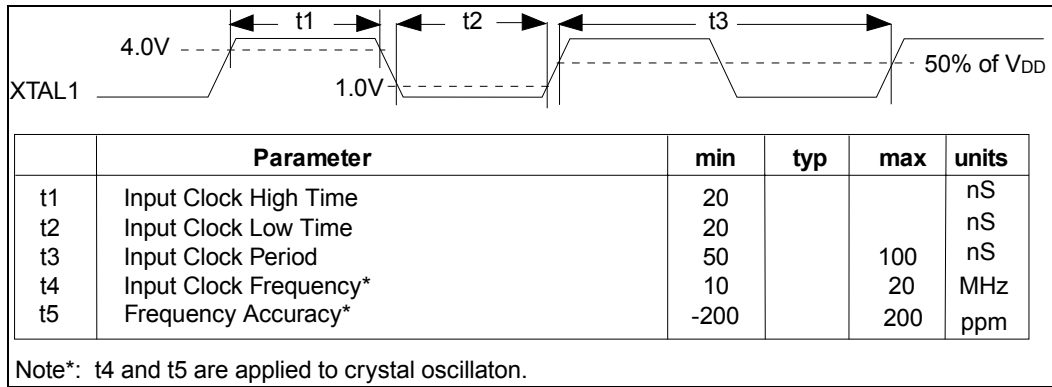 t1 t2 t3
4.0V
50% of VDD
XTAL1 1.0V
Parameter min typ max units
t1 Input Clock High Time 20 nS
t2 Input Clock Low Time 20 nS
t3 Input Clock Period 50 100 nS
t4 Input Clock Frequency* 10 20 MHz
t5 Frequency Accuracy* -200 200 ppm
Note*: t4 and t5 are applied to crystal oscillaton.